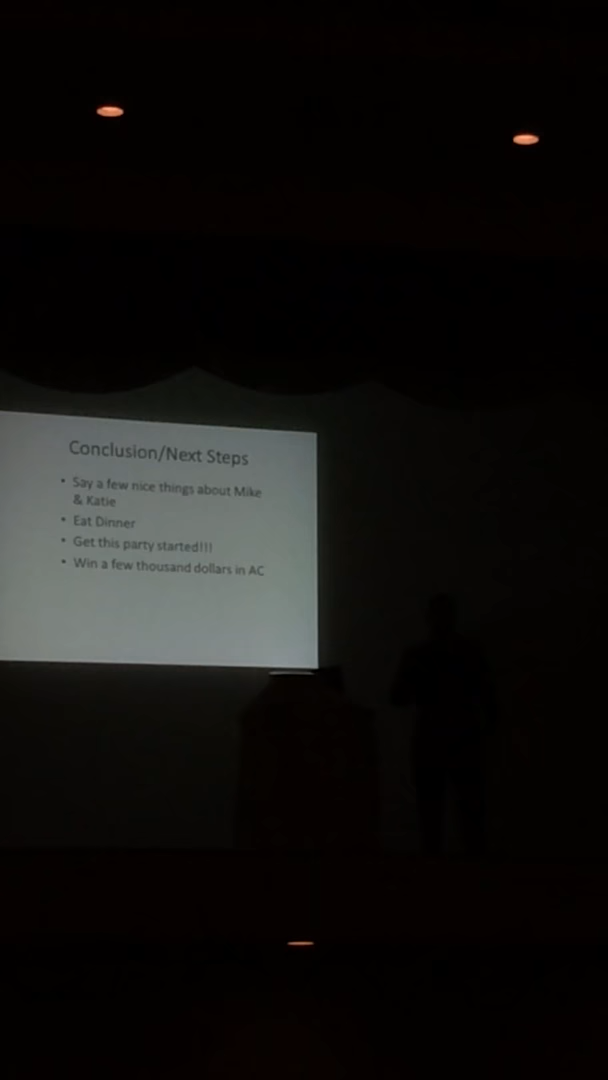 Conclusion/Next Steps
• Say a few nice things about Mike
& Katie
• Eat Dinner
• Get this party started!!!
• Win a few thousand dollars in AC